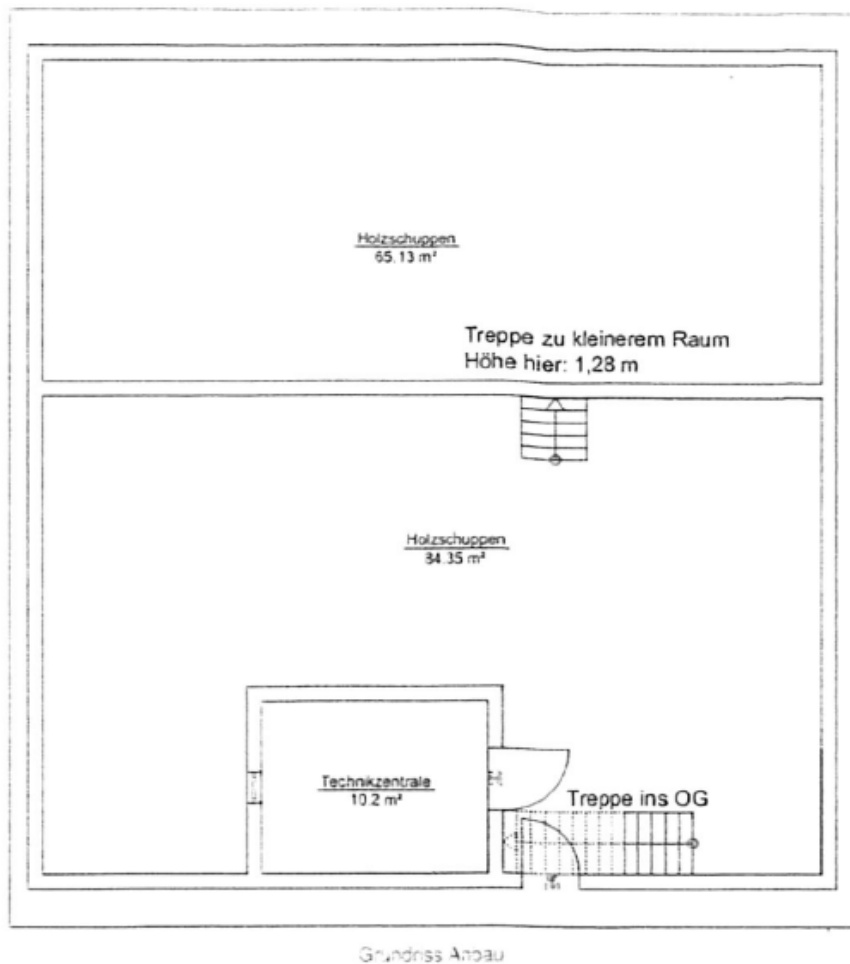 Holzschuppen
65.13 m²
Treppe zu kleinerem Raum
Höhe hier: 1,28 m
Holzschuppen
84.35 m²
Technikzentrale
10.2 m²
Treppe ins OG
Grundriss Anbau